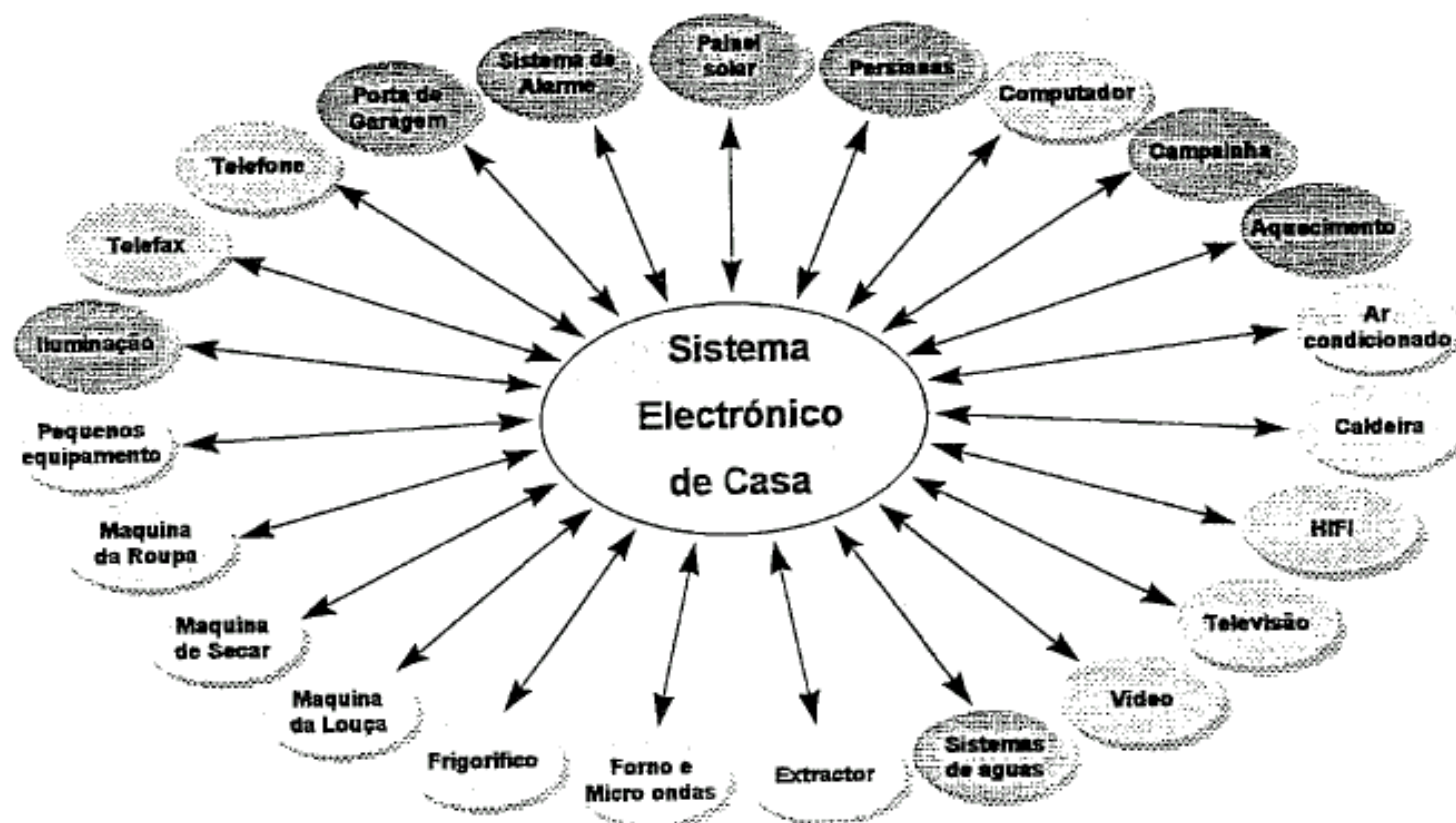 Sistema
Electrónico
de Casa
Painel
solar
Persianas
Computador
Campainha
Aquecimento
Ar
condicionado
Caldeira
HIFI
Televisão
Video
Sistemas
de aguas
Extractor
Forno e
Micro ondas
Frigorifico
Maquina
da Louça
Maquina
de Secar
Maquina
da Roupa
Pequenos
equipamento
Iluminação
Telefax
Telefone
Porta de
Garagem
Sistema de
Alarme